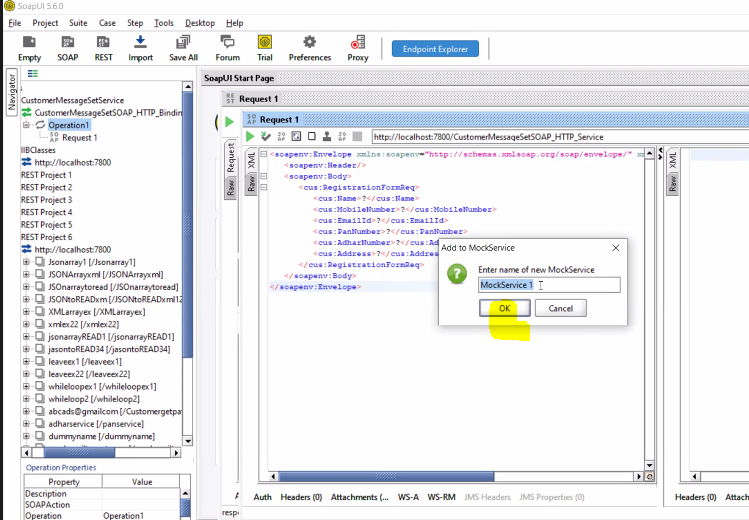 SoapUI 5.6.0
File Project Suite Case Step Tools Desktop Help
Empty SOAP REST Import Save All Forum Trial Preferences Proxy
Endpoint Explorer
Navigator
CustomerMessageSetService
CustomerMessageSetSOAP_HTTP_Bindin
Operation1
Request 1
IIBClasses
http://localhost:7800
REST Project 1
REST Project 2
REST Project 3
REST Project 4
REST Project 5
REST Project 6
http://localhost:7800
Jsonarray1 [/Jsonarray1]
JSONArrayxml [/JSONArrayxml]
JSONarraytoread [/JSONarraytoread]
JSONtoREADxm [/JSONtoREADxml12
XMLarrayex [/XMLarrayex]
xmlex22 [/xmlex22]
jsonarrayREAD1 [/jsonarrayREAD1]
jasontoREAD34 [/jasontoREAD34]
leaveex1 [/leaveex1]
leaveex22 [/leaveex22]
whileloopex1 [/whileloopex1]
whileloop2 [/whileloop2]
abcads@gmailcom [/Customergetpa
adharservice [/panservice]
dummyname [/dummyname]
Operation Properties
Property Value
Description
SOAPAction
Operation Operation1
SoapUI Start Page
Request 1
Request 1
http://localhost:7800/CustomerMessageSetSOAP_HTTP_Service
Request
Raw
XML
Raw
<soapenv:Envelope xmlns:soapenv="http://schemas.xmlsoap.org/soap/envelope/" xm
<soapenv:Header/>
<soapenv:Body>
<cus:RegistrationFormReq>
<cus:Name>?</cus:Name>
<cus:MobileNumber>?</cus:MobileNumber>
<cus:EmailId>?</cus:EmailId>
<cus:PanNumber>?</cus:PanNumber>
<cus:AdharNumber>?</cus:Ad
<cus:Address>?</cus:Addres
</cus:RegistrationFormReq>
</soapenv:Body>
</soapenv:Envelope>
Add to MockService
Enter name of new MockService
MockService 1
OK Cancel
XML
Raw
Auth Headers (0) Attachments (... WS-A WS-RM JMS Headers JMS Properties (0)
Headers (0) Attach
resp